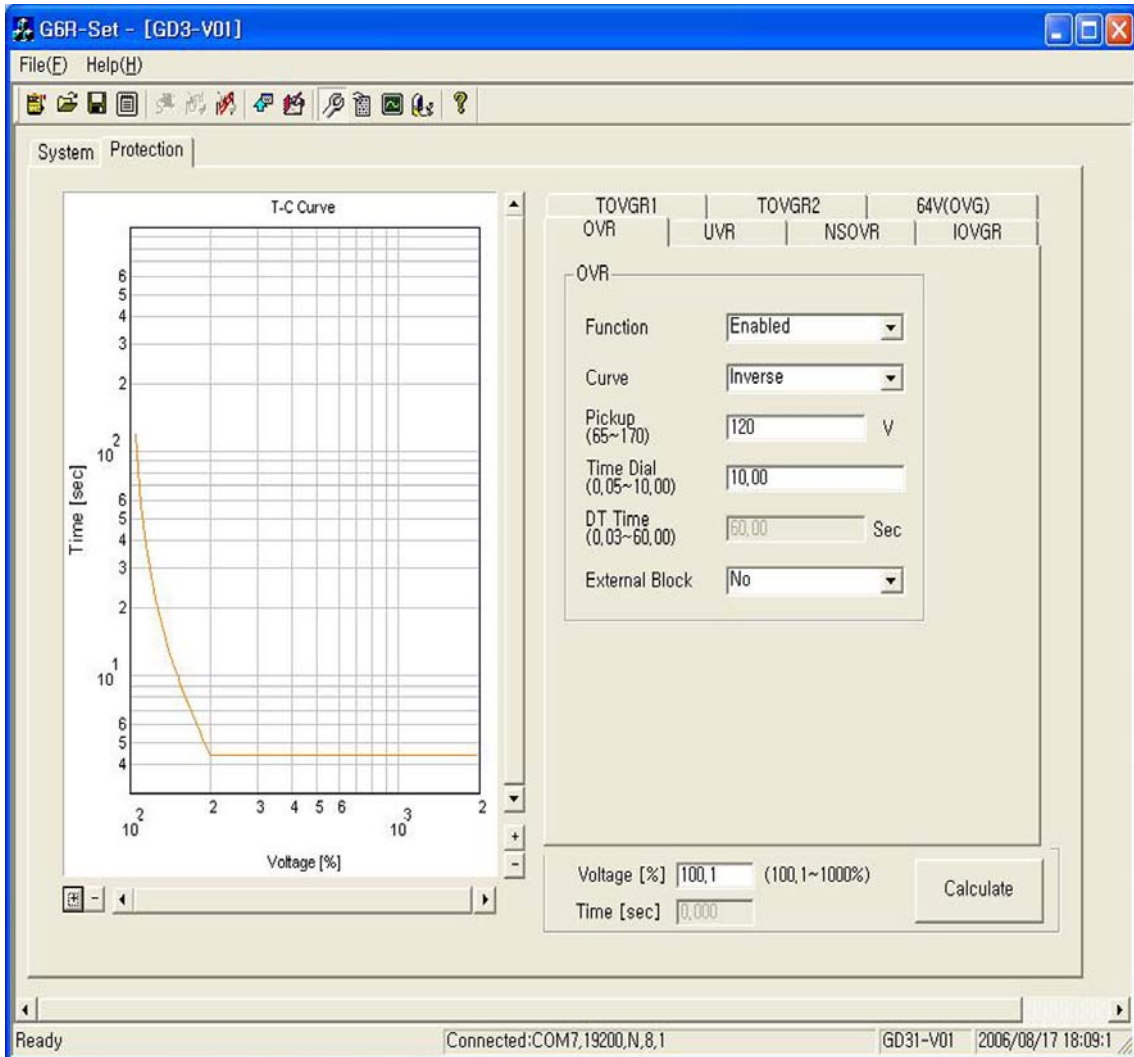 G6R-Set - [GD3-V01]
File(F) Help(H)
System Protection
T-C Curve
6
5
4
3
2
10^2
6
5
4
3
2
10^1
6
5
4
Time [sec]
2 3 4 5 6 2
10^2 10^3
Voltage [%]
TOVGR1 TOVGR2 64V(OVG)
OVR UVR NSOVR IOVGR
OVR
Function Enabled
Curve Inverse
Pickup
(65~170) 120 V
Time Dial
(0,05~10,00) 10,00
DT Time
(0,03~60,00) 60,00 Sec
External Block No
Voltage [%] 100,1 (100,1~1000%)
Time [sec] 0,000
Calculate
Ready Connected:COM7,19200,N,8,1 GD31-V01 2006/08/17 18:09:1